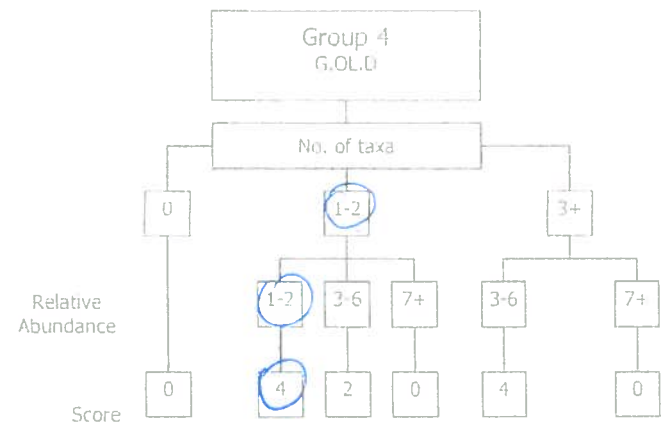 Group 4
G.OL.D
No. of taxa
0 1-2 3+
Relative Abundance
1-2 3-6 7+ 3-6 7+
Score
0 4 2 0 4 0